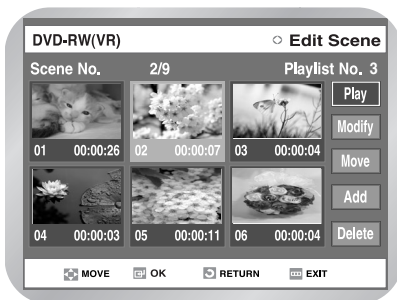 DVD-RW(VR) Edit Scene
Scene No. 2/9 Playlist No. 3
Play
Modify
Move
Add
Delete
01 00:00:26 02 00:00:07 03 00:00:04
04 00:00:03 05 00:00:11 06 00:00:04
MOVE OK RETURN EXIT